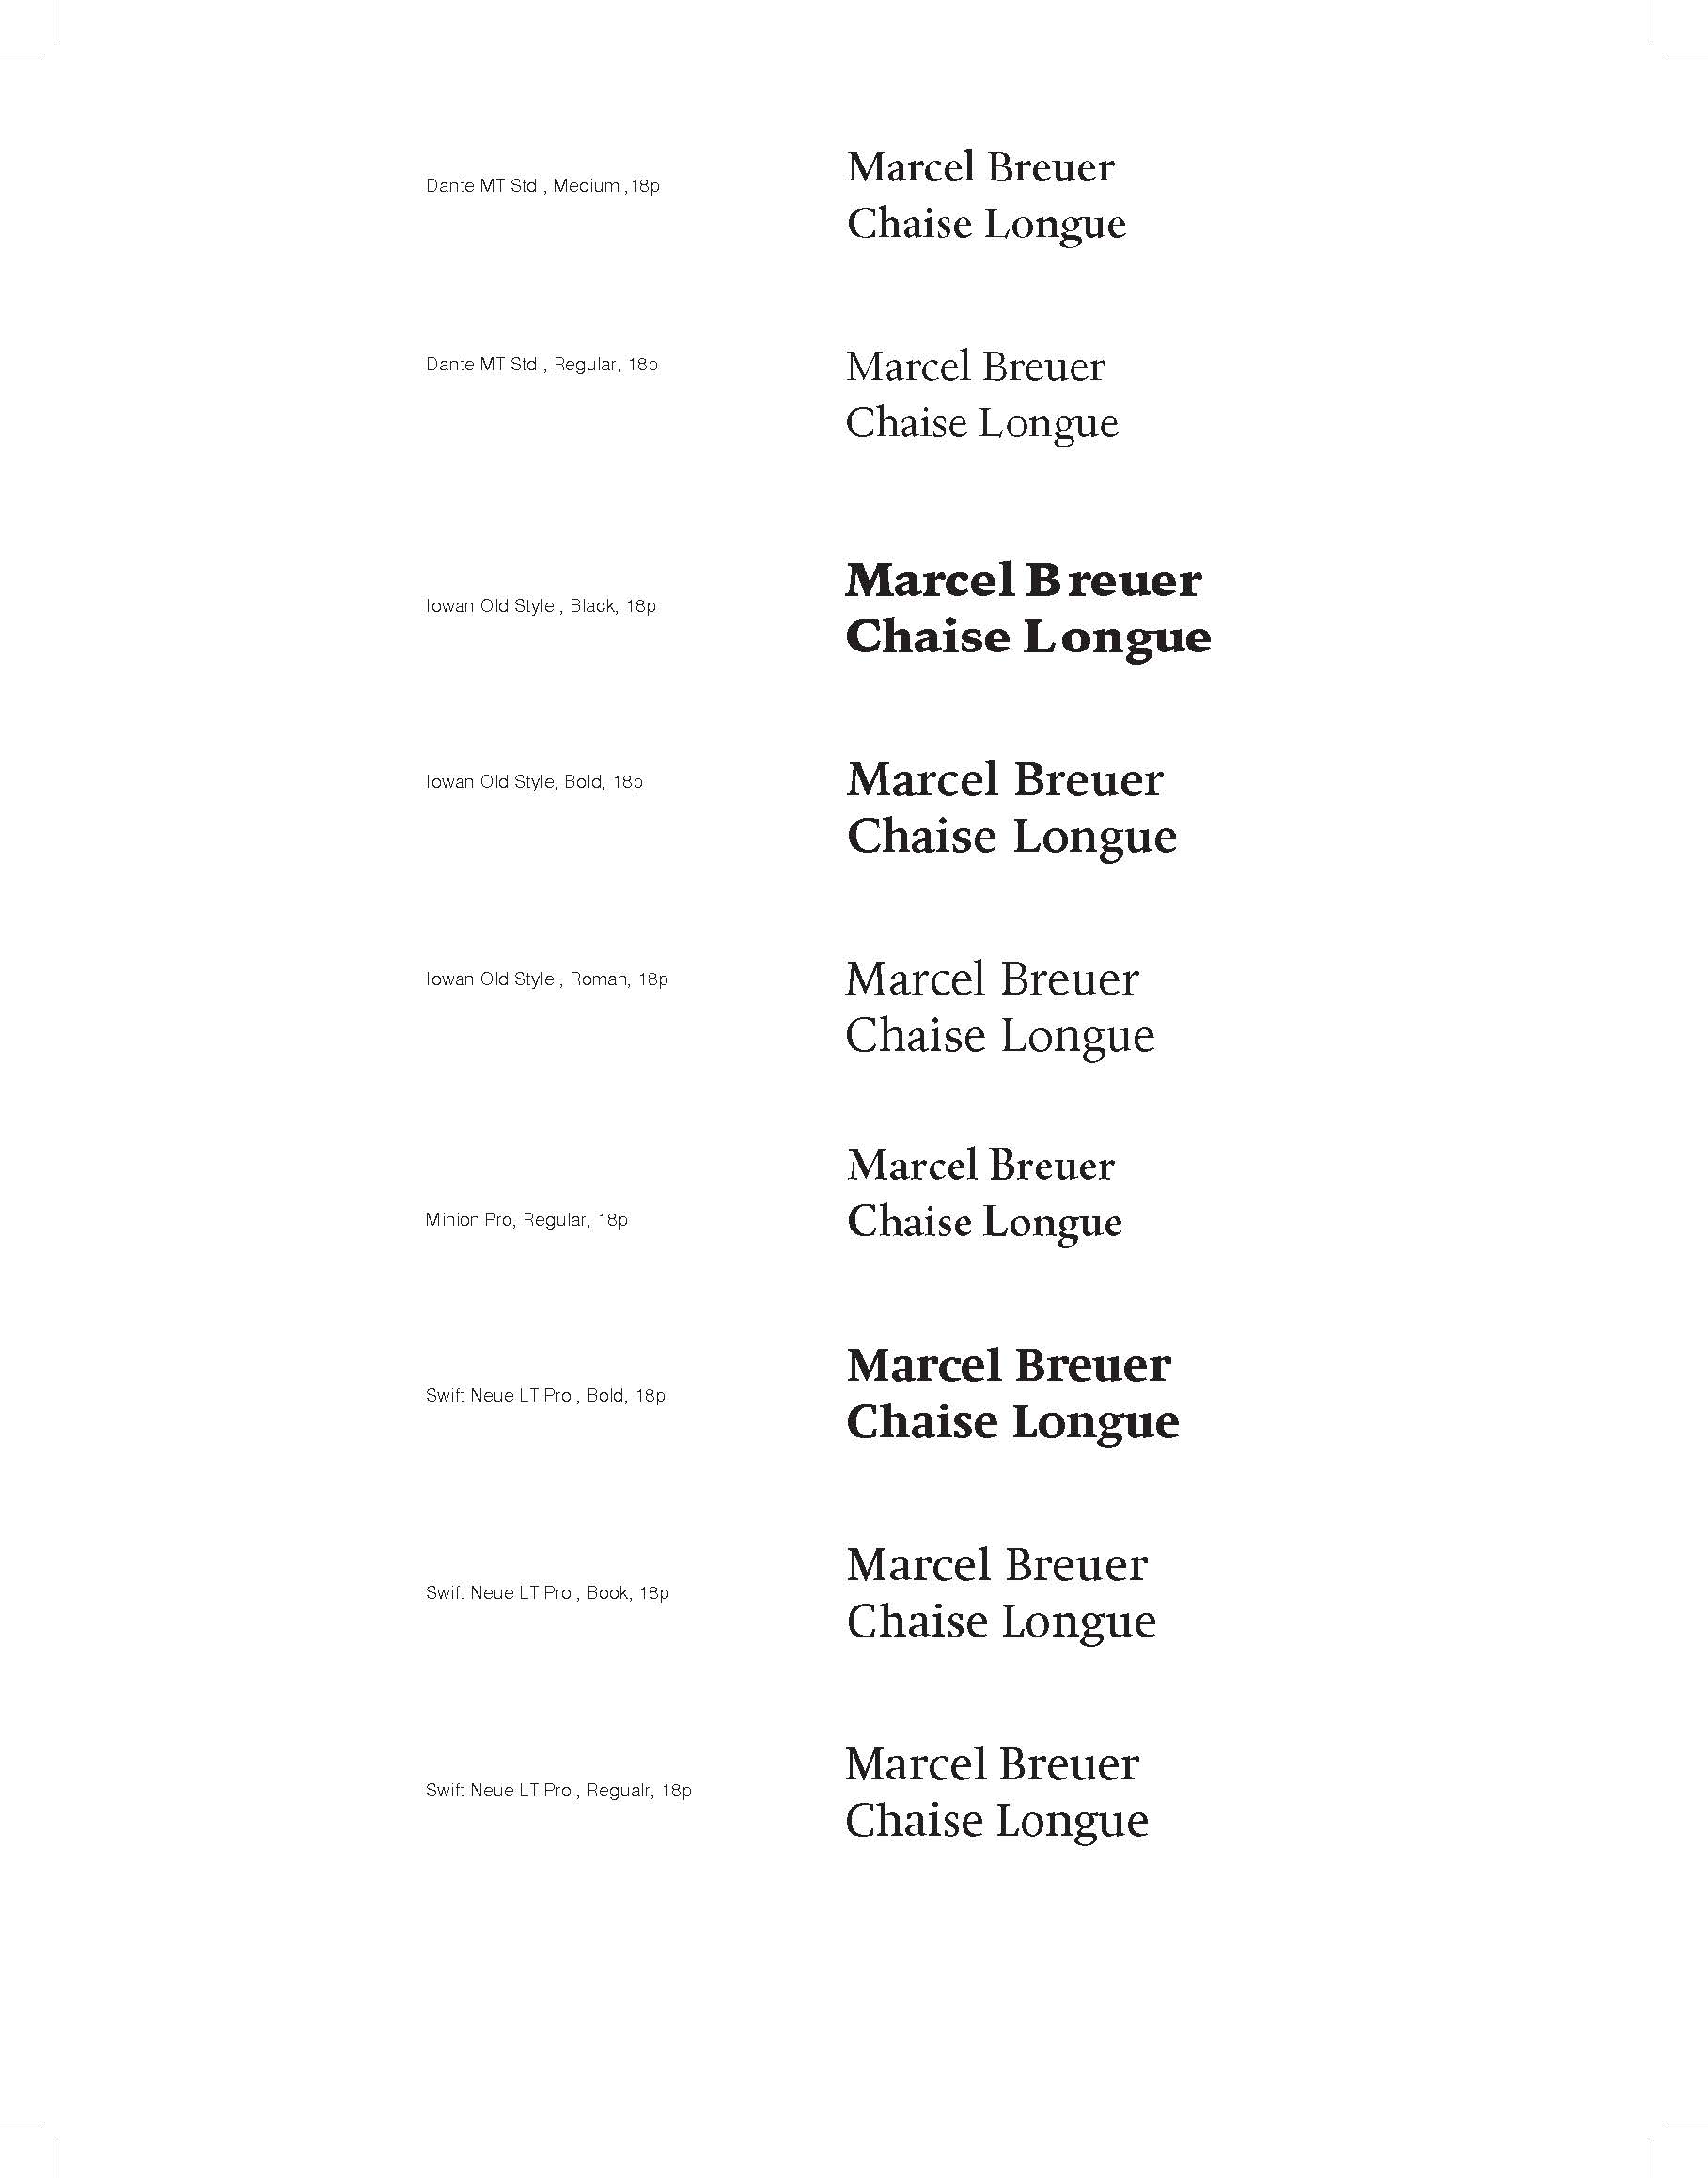 Marcel Breuer
Dante MT Std , Medium , 18p
Chaise Longue
Dante MT Std , Regular, 18p
Marcel Breuer
Chaise Longue
Marcel Breuer
Iowan Old Style , Black, 18p
Chaise Longue
Iowan Old Style, Bold, 18p
Marcel Breuer
Chaise Longue
Iowan Old Style , Roman, 18p
Marcel Breuer
Chaise Longue
Marcel Breuer
Minion Pro, Regular, 18p
Chaise Longue
Marcel Breuer
Swift Neue LT Pro , Bold, 18p
Chaise Longue
Marcel Breuer
Swift Neue LT Pro , Book, 18p
Chaise Longue
Marcel Breuer
Swift Neue LT Pro , Regualr, 18p
Chaise Longue